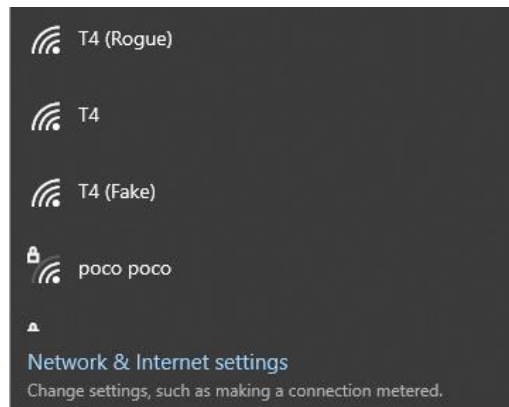 T4 (Rogue)
T4
T4 (Fake)
poco poco
Network & Internet settings
Change settings, such as making a connection metered.